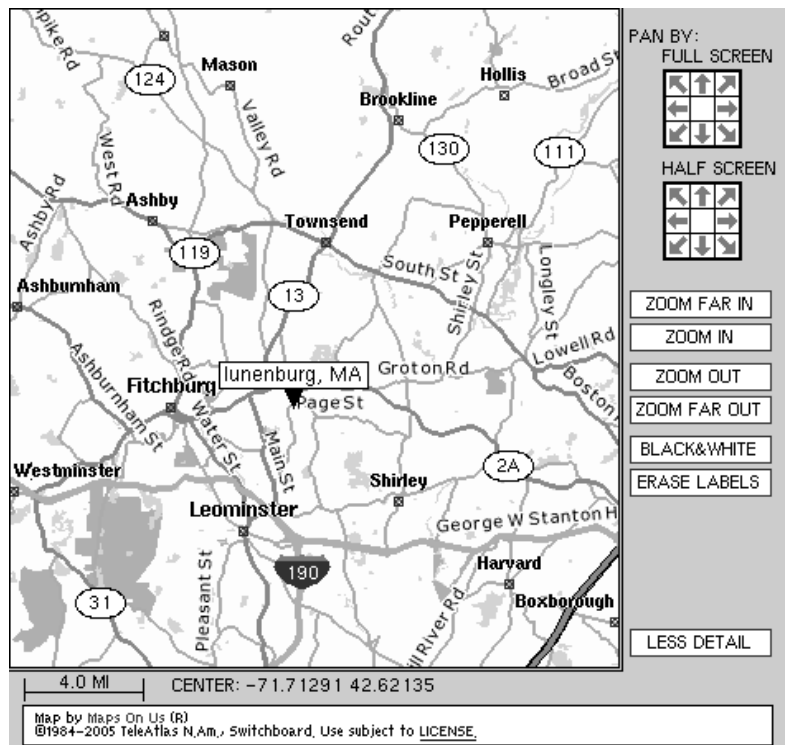 pike Rd
Rout
Mason
124
Hollis
Broad St
Brookline
Valley Rd
130
111
West Rd
Ashby Rd
Ashby
Townsend
Pepperell
119
South St
Shirley St
Longley St
13
Ashburnham
Rindge Rd
Lowell Rd
lunenburg, MA
Groton Rd
Boston
Ashburnham St
Fitchburg
Page St
Water St
Main St
2A
Westminster
Shirley
Leominster
George W Stanton H
190
Harvard
31
Pleasant St
ill River Rd
Boxborough
PAN BY:
FULL SCREEN
HALF SCREEN
ZOOM FAR IN
ZOOM IN
ZOOM OUT
ZOOM FAR OUT
BLACK&WHITE
ERASE LABELS
LESS DETAIL
4.0 MI
CENTER: -71.71291 42.62135
Map by Maps On Us (R)
©1984-2005 TeleAtlas N.Am., Switchboard. Use subject to LICENSE.